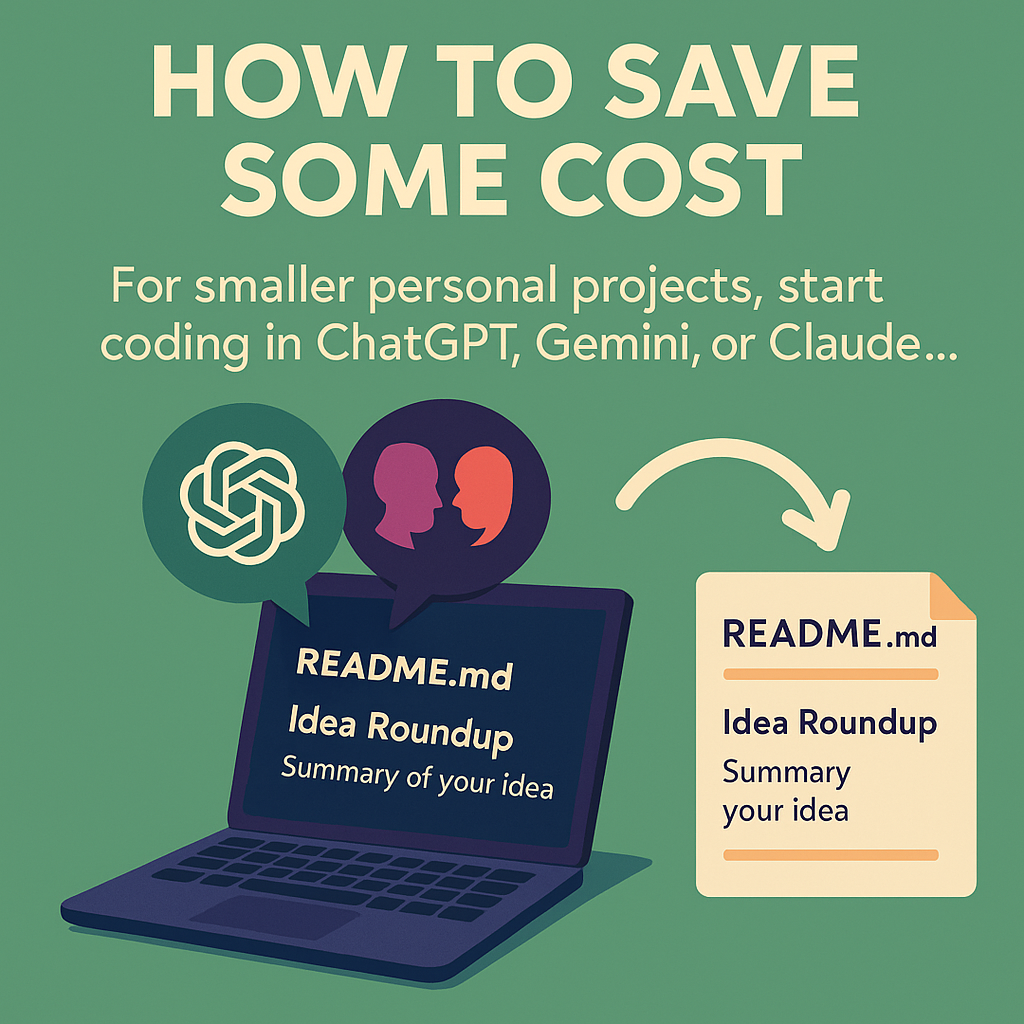 HOW TO SAVE
SOME COST
For smaller personal projects, start
coding in ChatGPT, Gemini, or Claude...
README.md
Idea Roundup
Summary of your idea
README.md
Idea Roundup
Summary
your idea